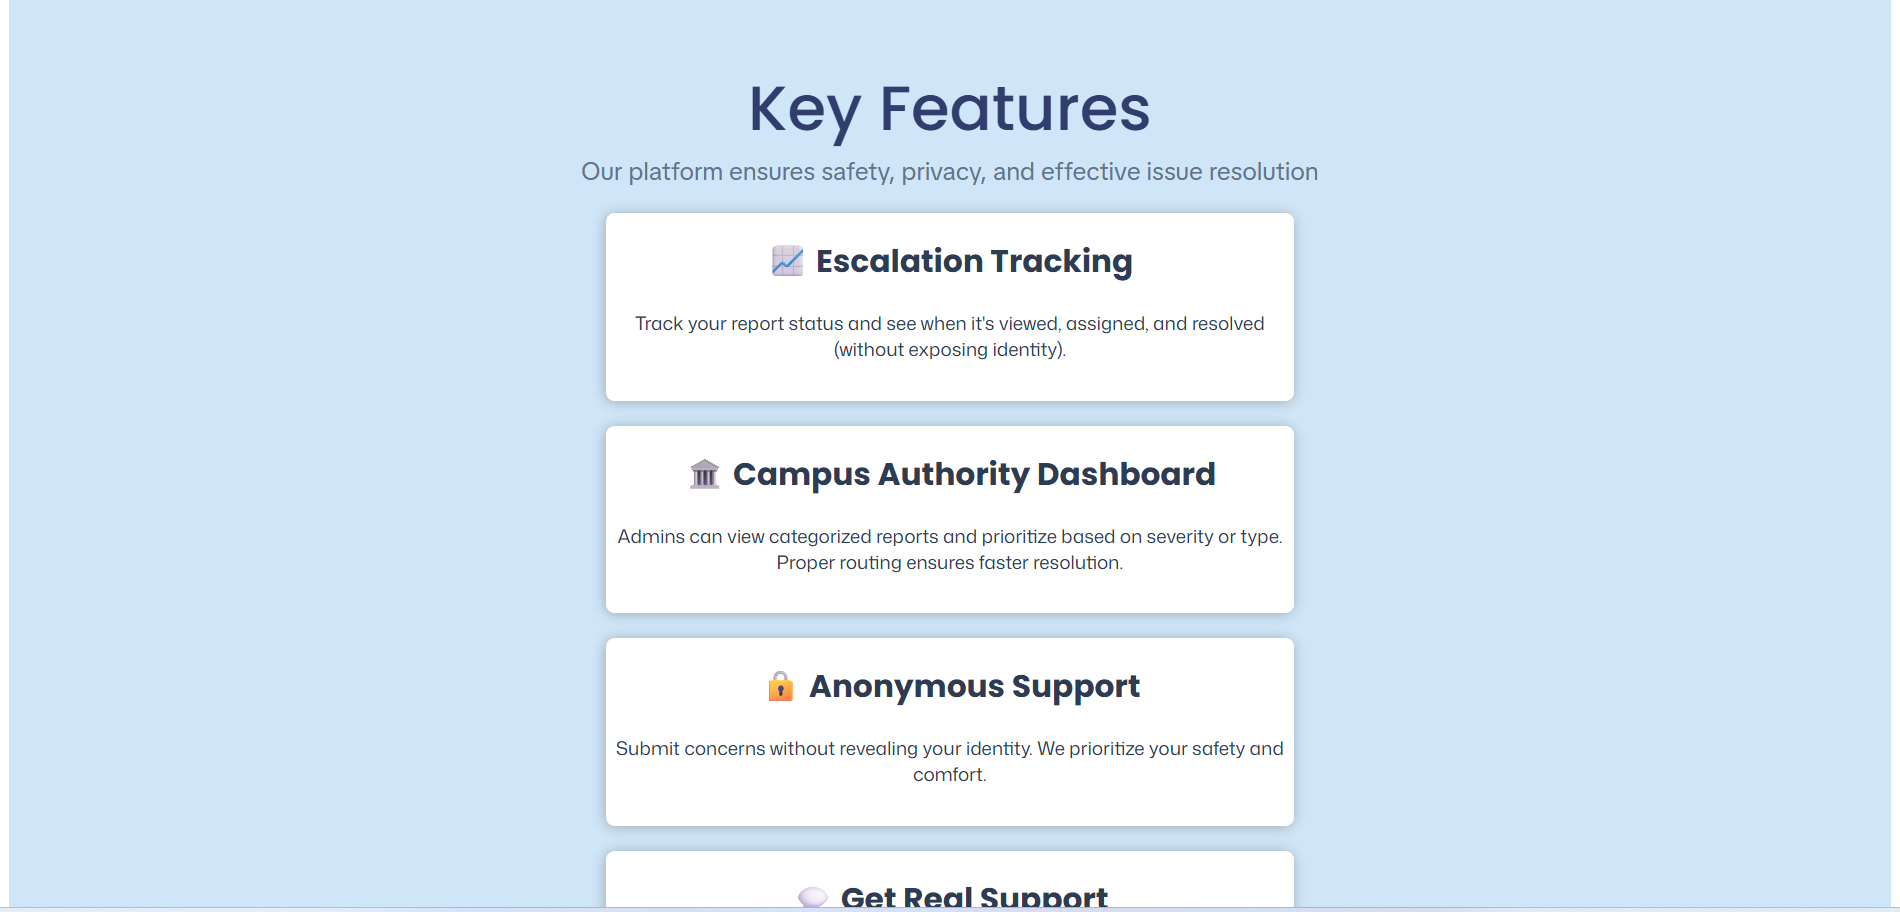 Key Features
Our platform ensures safety, privacy, and effective issue resolution
Escalation Tracking
Track your report status and see when it's viewed, assigned, and resolved
(without exposing identity).
Campus Authority Dashboard
Admins can view categorized reports and prioritize based on severity or type.
Proper routing ensures faster resolution.
Anonymous Support
Submit concerns without revealing your identity. We prioritize your safety and
comfort.
Get Real Support